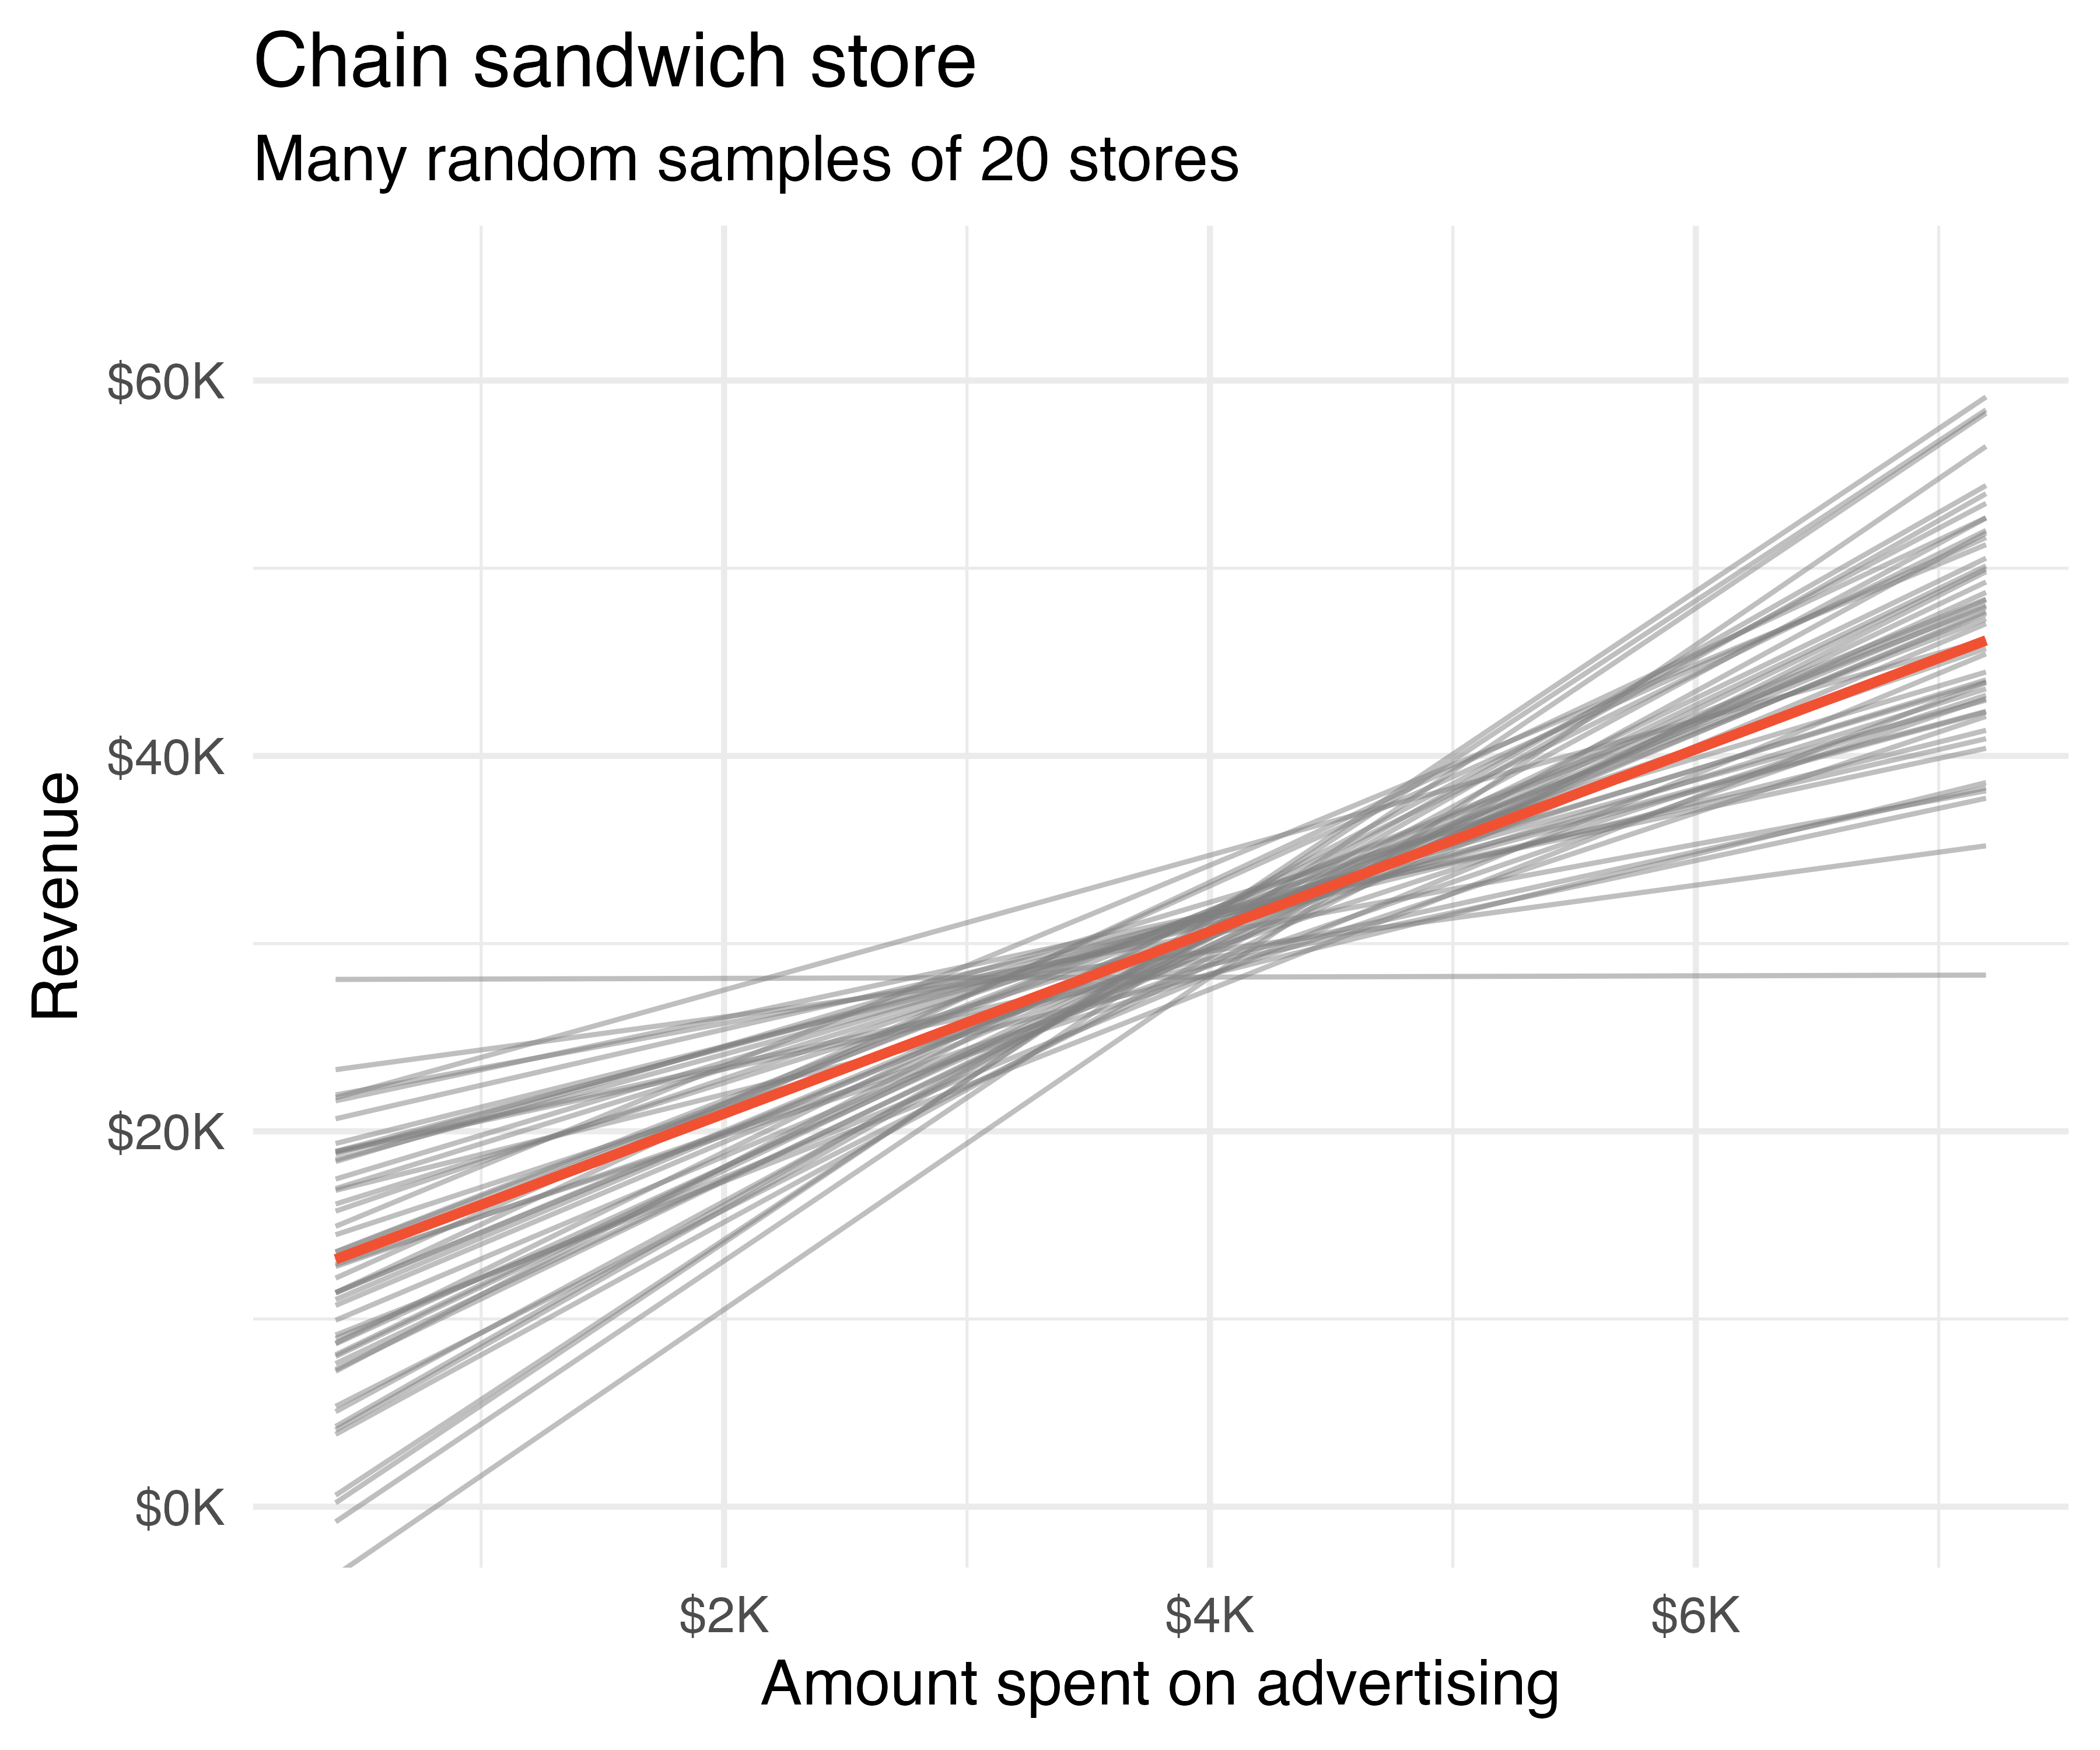 Chain sandwich store
Many random samples of 20 stores
$60K
$40K
$20K
$0K
Revenue
$2K $4K $6K
Amount spent on advertising